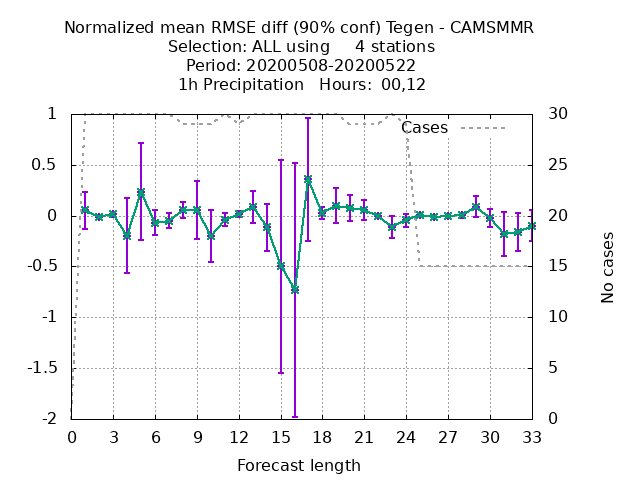 Normalized mean RMSE diff (90% conf) Tegen - CAMSMMR
Selection: ALL using     4 stations
Period: 20200508-20200522
1h Precipitation   Hours:  00,12
Cases
1
0.5
0
-0.5
-1
-1.5
-2
30
25
20
15
10
5
0
No cases
0 3 6 9 12 15 18 21 24 27 30 33
Forecast length